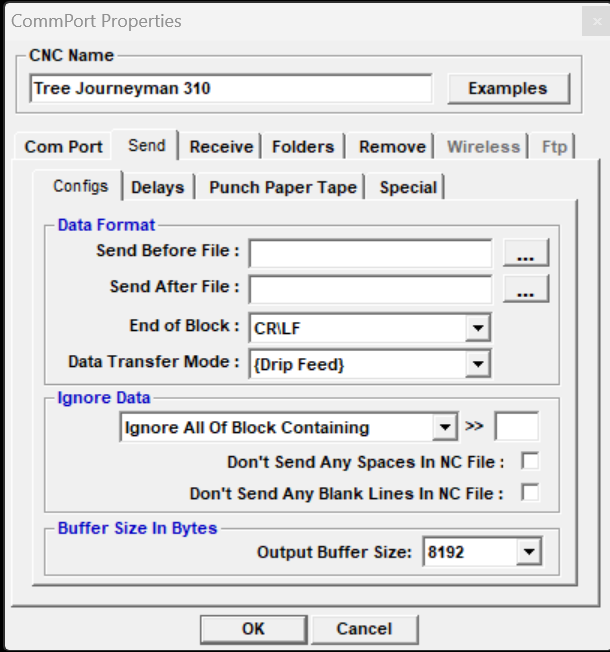 CommPort Properties
CNC Name
Tree Journeyman 310
Examples
Com Port Send Receive Folders Remove Wireless Ftp
Configs Delays Punch Paper Tape Special
Data Format
Send Before File :
...
Send After File :
...
End of Block : CR\LF
Data Transfer Mode : {Drip Feed}
Ignore Data
Ignore All Of Block Containing >>
Don't Send Any Spaces In NC File :
Don't Send Any Blank Lines In NC File :
Buffer Size In Bytes
Output Buffer Size: 8192
OK Cancel